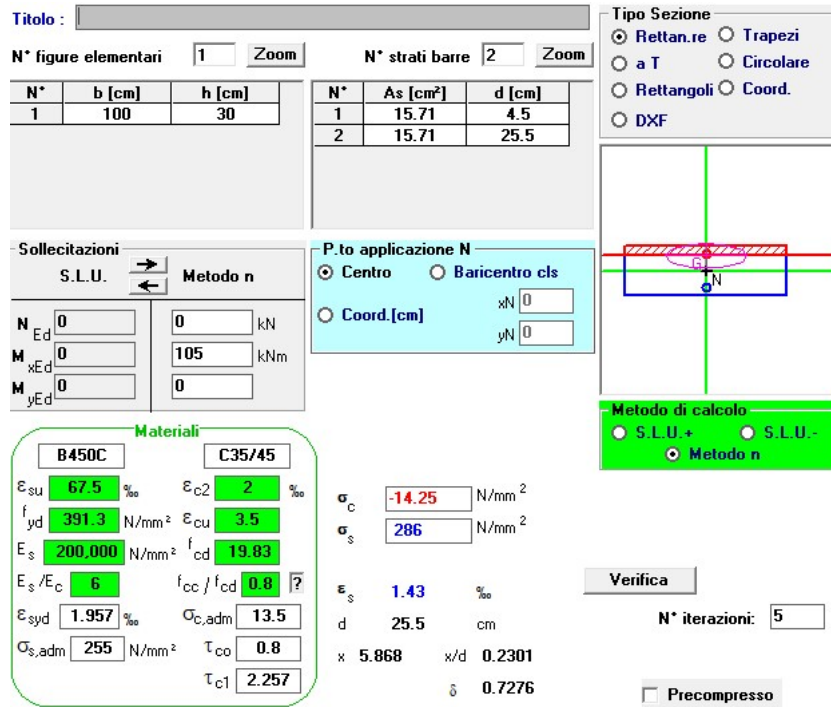 Titolo :
N* figure elementari 1 Zoom N* strati barre 2 Zoom
N* b [cm] h [cm]
1 100 30
N* As [cm²] d [cm]
1 15.71 4.5
2 15.71 25.5
Tipo Sezione
Rettan.re Trapezi
a T Circolare
Rettangoli Coord.
DXF
G
N
Sollecitazioni
S.L.U. Metodo n
N Ed 0 0 kN
M xEd 0 105 kNm
M yEd 0 0
P.to applicazione N
Centro Baricentro cls
Coord.[cm] xN 0
yN 0
Metodo di calcolo
S.L.U.+ S.L.U.-
Metodo n
Materiali
B450C C35/45
εsu 67.5 ‰ εc2 2 ‰
fyd 391.3 N/mm² εcu 3.5
Es 200,000 N/mm² fcd 19.83
Es/Ec 6 fcc / fcd 0.8 ?
εsyd 1.957 ‰ σc,adm 13.5
σs,adm 255 N/mm² τco 0.8
τc1 2.257
σc -14.25 N/mm²
σs 286 N/mm²
εs 1.43 ‰
d 25.5 cm
x 5.868 x/d 0.2301
δ 0.7276
Verifica
N* iterazioni: 5
Precompresso